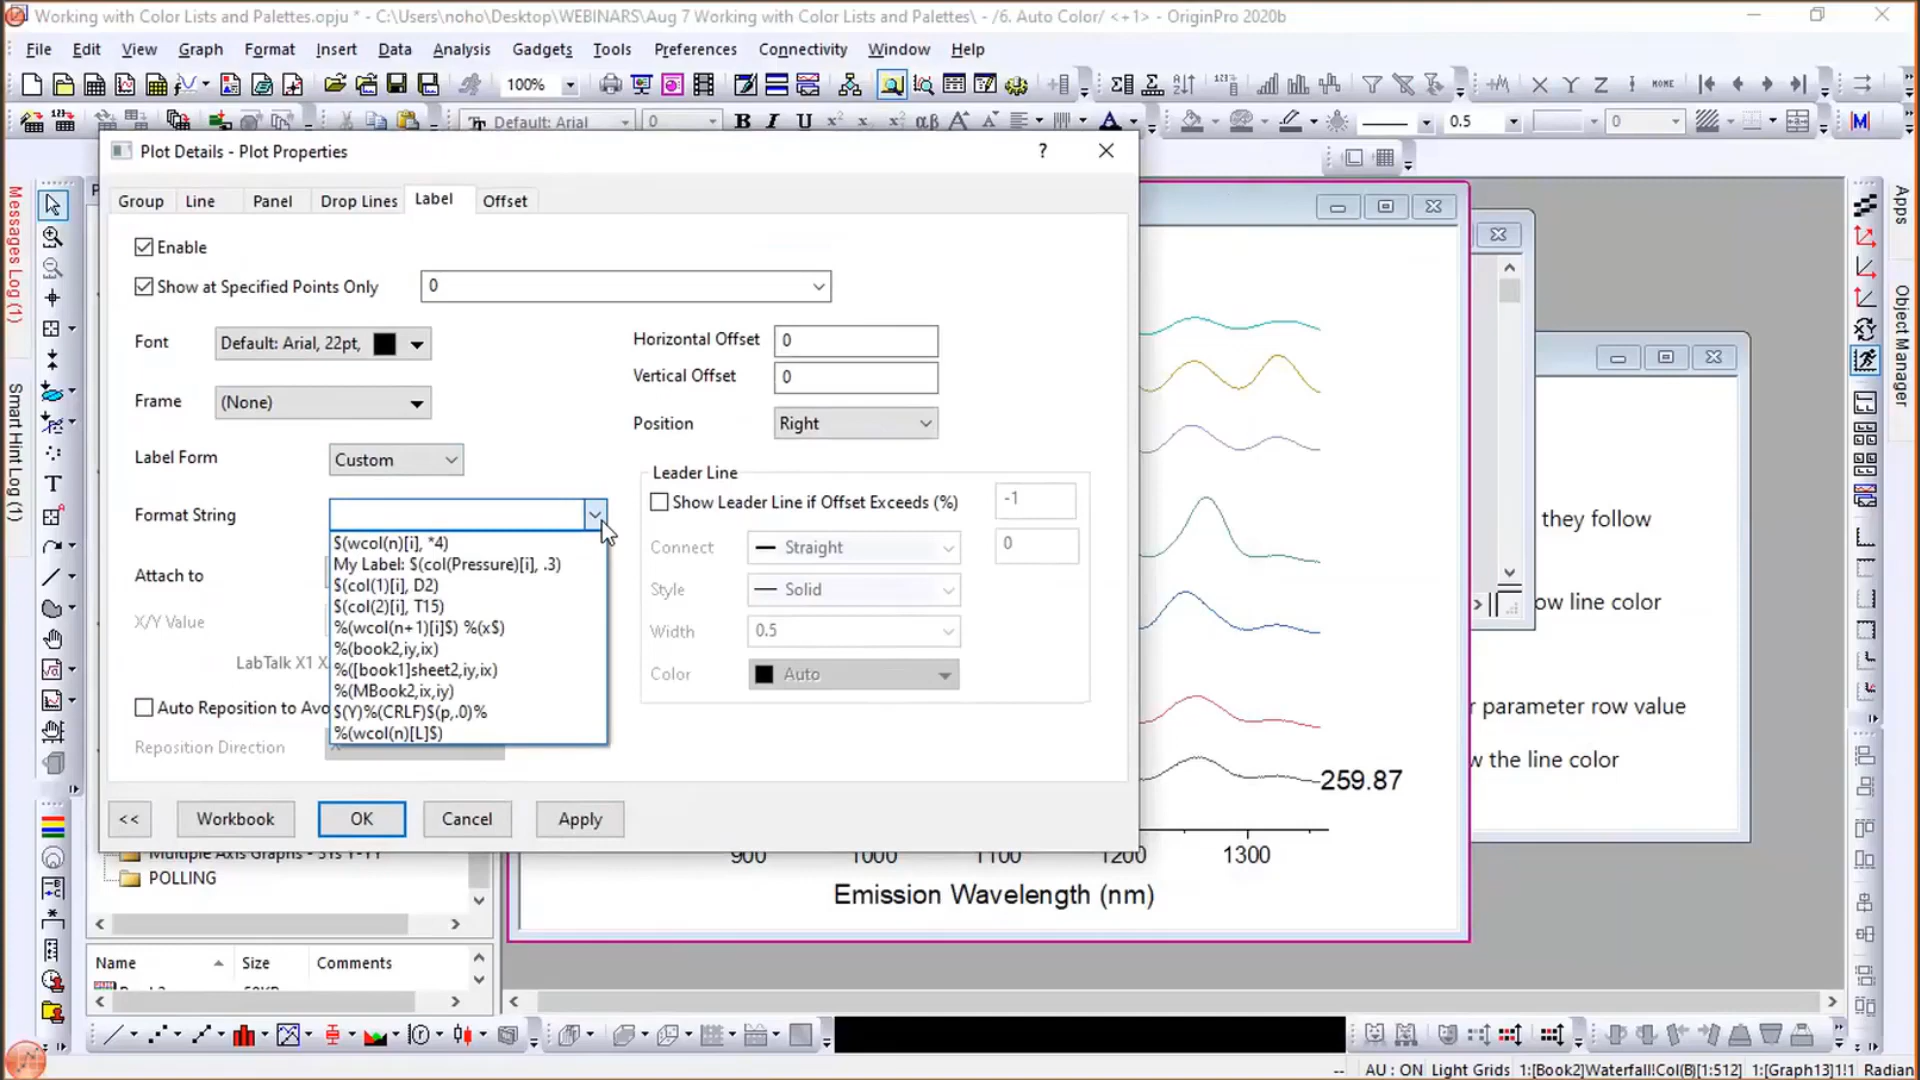 Working with Color Lists and Palettes.opju * - C:\Users\noho\Desktop\WEBINARS\Aug 7 Working with Color Lists and Palettes\ - /6. Auto Color/ <+1> - OriginPro 2020b
File Edit View Graph Format Insert Data Analysis Gadgets Tools Preferences Connectivity Window Help
100%
HOME
Default: Arial 0 B I U αβ A A 0.5 0
Plot Details - Plot Properties
Group Line Panel Drop Lines Label Offset
Enable
Show at Specified Points Only 0
Font Default: Arial, 22pt,
Horizontal Offset 0
Vertical Offset 0
Frame (None)
Position Right
Label Form Custom
Leader Line
Show Leader Line if Offset Exceeds (%) -1
Format String
$(wcol(n)[i], *4)
My Label: $(col(Pressure)[i], .3)
$(col(1)[i], D2)
$(col(2)[i], T15)
%(wcol(n+1)[i]$) %(x$)
%(book2,iy,ix)
%([book1]sheet2,iy,ix)
%(MBook2,ix,iy)
$(Y)%(CRLF)$(p,.0)%
%(wcol(n)[L]$)
Connect Straight 0
Attach to
Style Solid
X/Y Value
Width 0.5
LabTalk X1 X
Color Auto
Auto Reposition to Avo
Reposition Direction
<< Workbook OK Cancel Apply
Messages Log (1)
Smart Hint Log (1)
Apps
Object Manager
they follow
ow line color
r parameter row value
w the line color
259.87
900 1000 1100 1200 1300
Emission Wavelength (nm)
Multiple Axis Graphs - 3Ys Y-YY
POLLING
Name Size Comments
-- AU : ON Light Grids 1:[Book2]Waterfall!Col(B)[1:512] 1:[Graph13]1!1 Radian